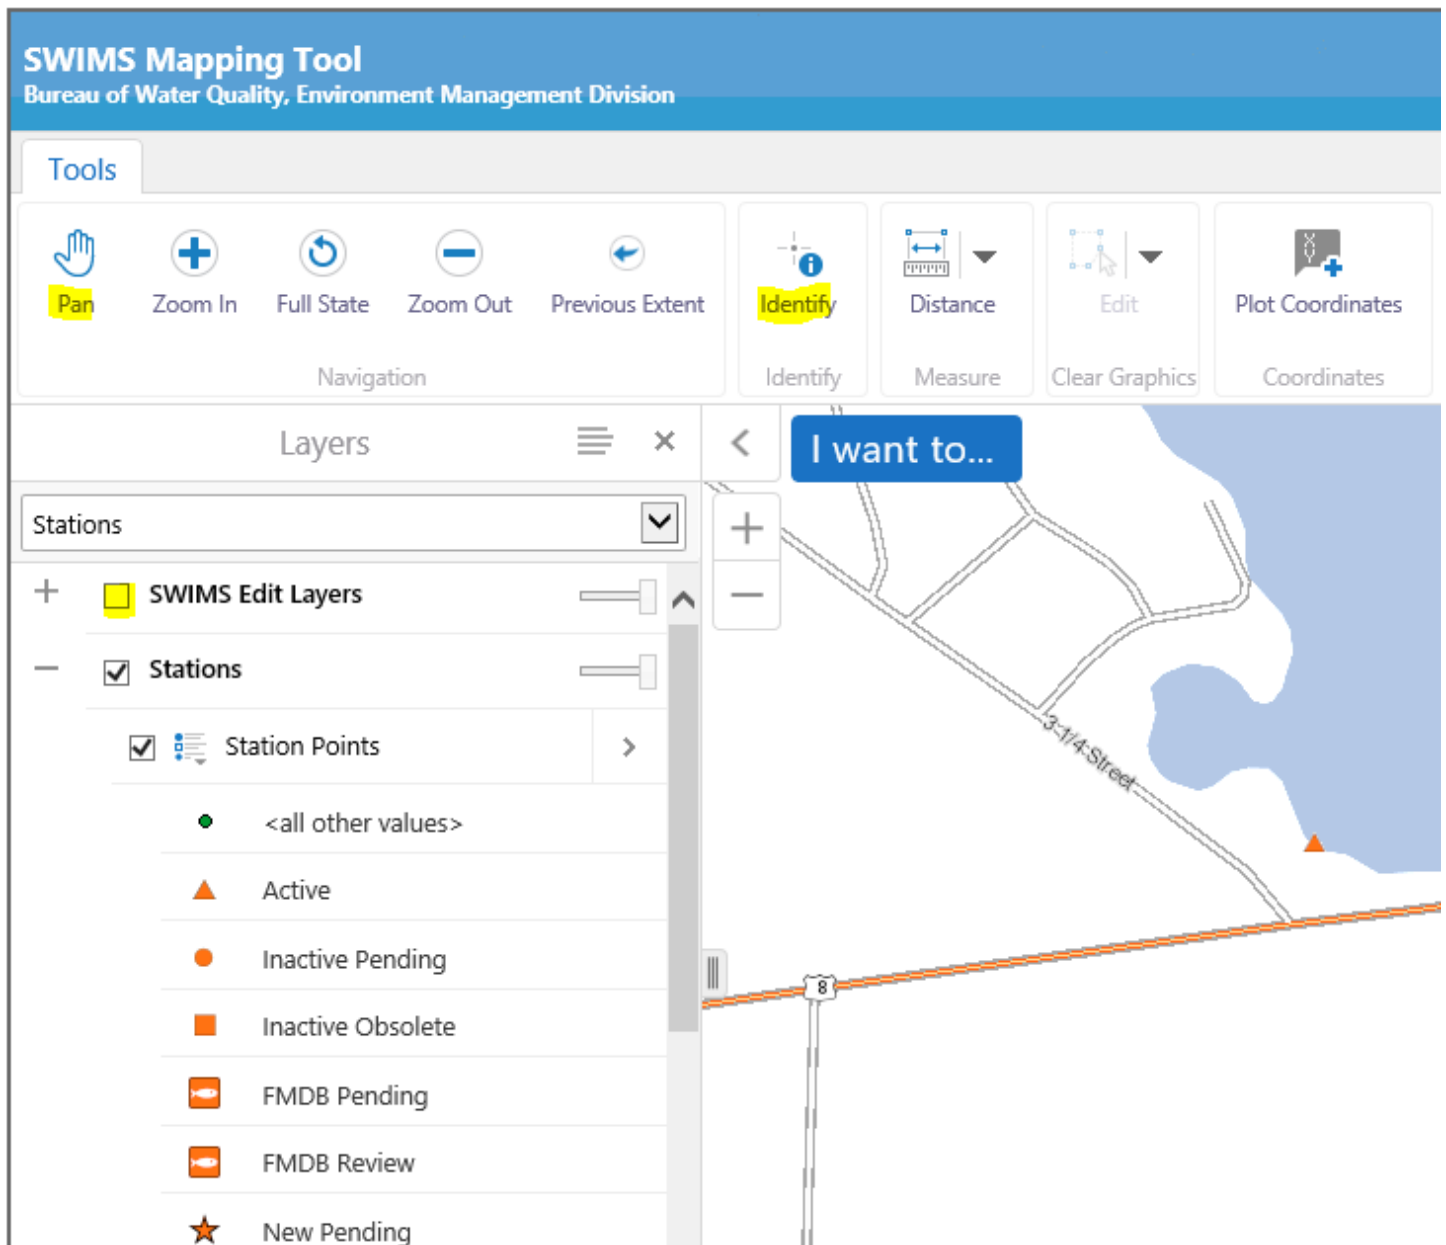 SWIMS Mapping Tool
Bureau of Water Quality, Environment Management Division
Tools
Pan Zoom In Full State Zoom Out Previous Extent Identify Distance Edit Plot Coordinates
Navigation Identify Measure Clear Graphics Coordinates
Layers
I want to...
Stations
SWIMS Edit Layers
Stations
Station Points
<all other values>
Active
Inactive Pending
Inactive Obsolete
FMDB Pending
FMDB Review
New Pending
3-1/4-Street
8